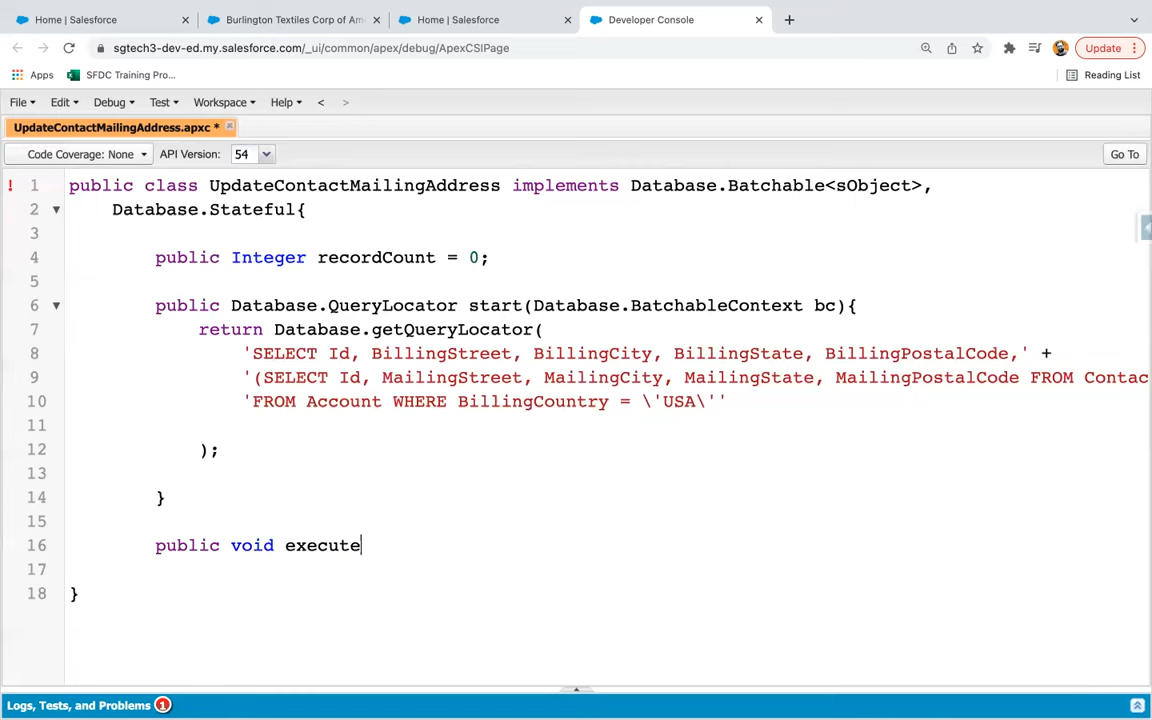 Home | Salesforce
Burlington Textiles Corp of Am
Home | Salesforce
Developer Console
sgtech3-dev-ed.my.salesforce.com/_ui/common/apex/debug/ApexCSIPage
Update
Apps
SFDC Training Pro...
Reading List
File Edit Debug Test Workspace Help < >
UpdateContactMailingAddress.apxc *
Code Coverage: None API Version: 54 Go To
! 1 public class UpdateContactMailingAddress implements Database.Batchable<sObject>,
2 Database.Stateful{
3
4 public Integer recordCount = 0;
5
6 public Database.QueryLocator start(Database.BatchableContext bc){
7 return Database.getQueryLocator(
8 'SELECT Id, BillingStreet, BillingCity, BillingState, BillingPostalCode,' +
9 '(SELECT Id, MailingStreet, MailingCity, MailingState, MailingPostalCode FROM Contac
10 'FROM Account WHERE BillingCountry = \'USA\''
11
12 );
13
14 }
15
16 public void execute
17
18 }
Logs, Tests, and Problems 1